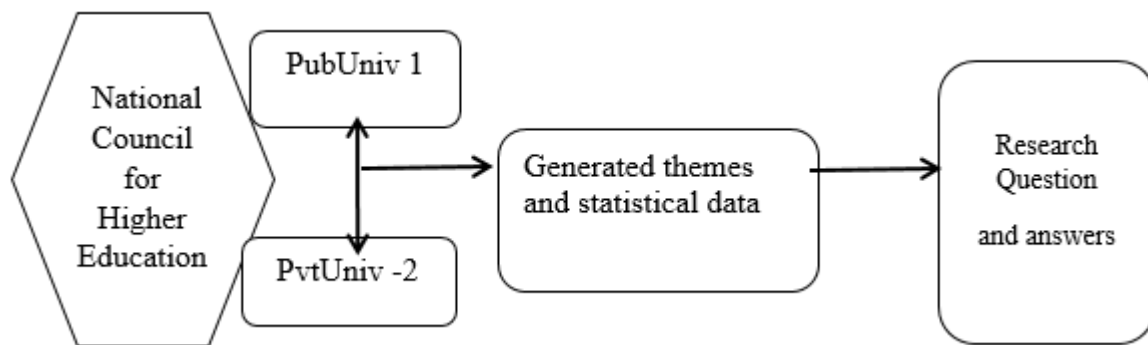 National
Council
for
Higher
Education
PubUniv 1
PvtUniv -2
Generated themes
and statistical data
Research
Question
and answers